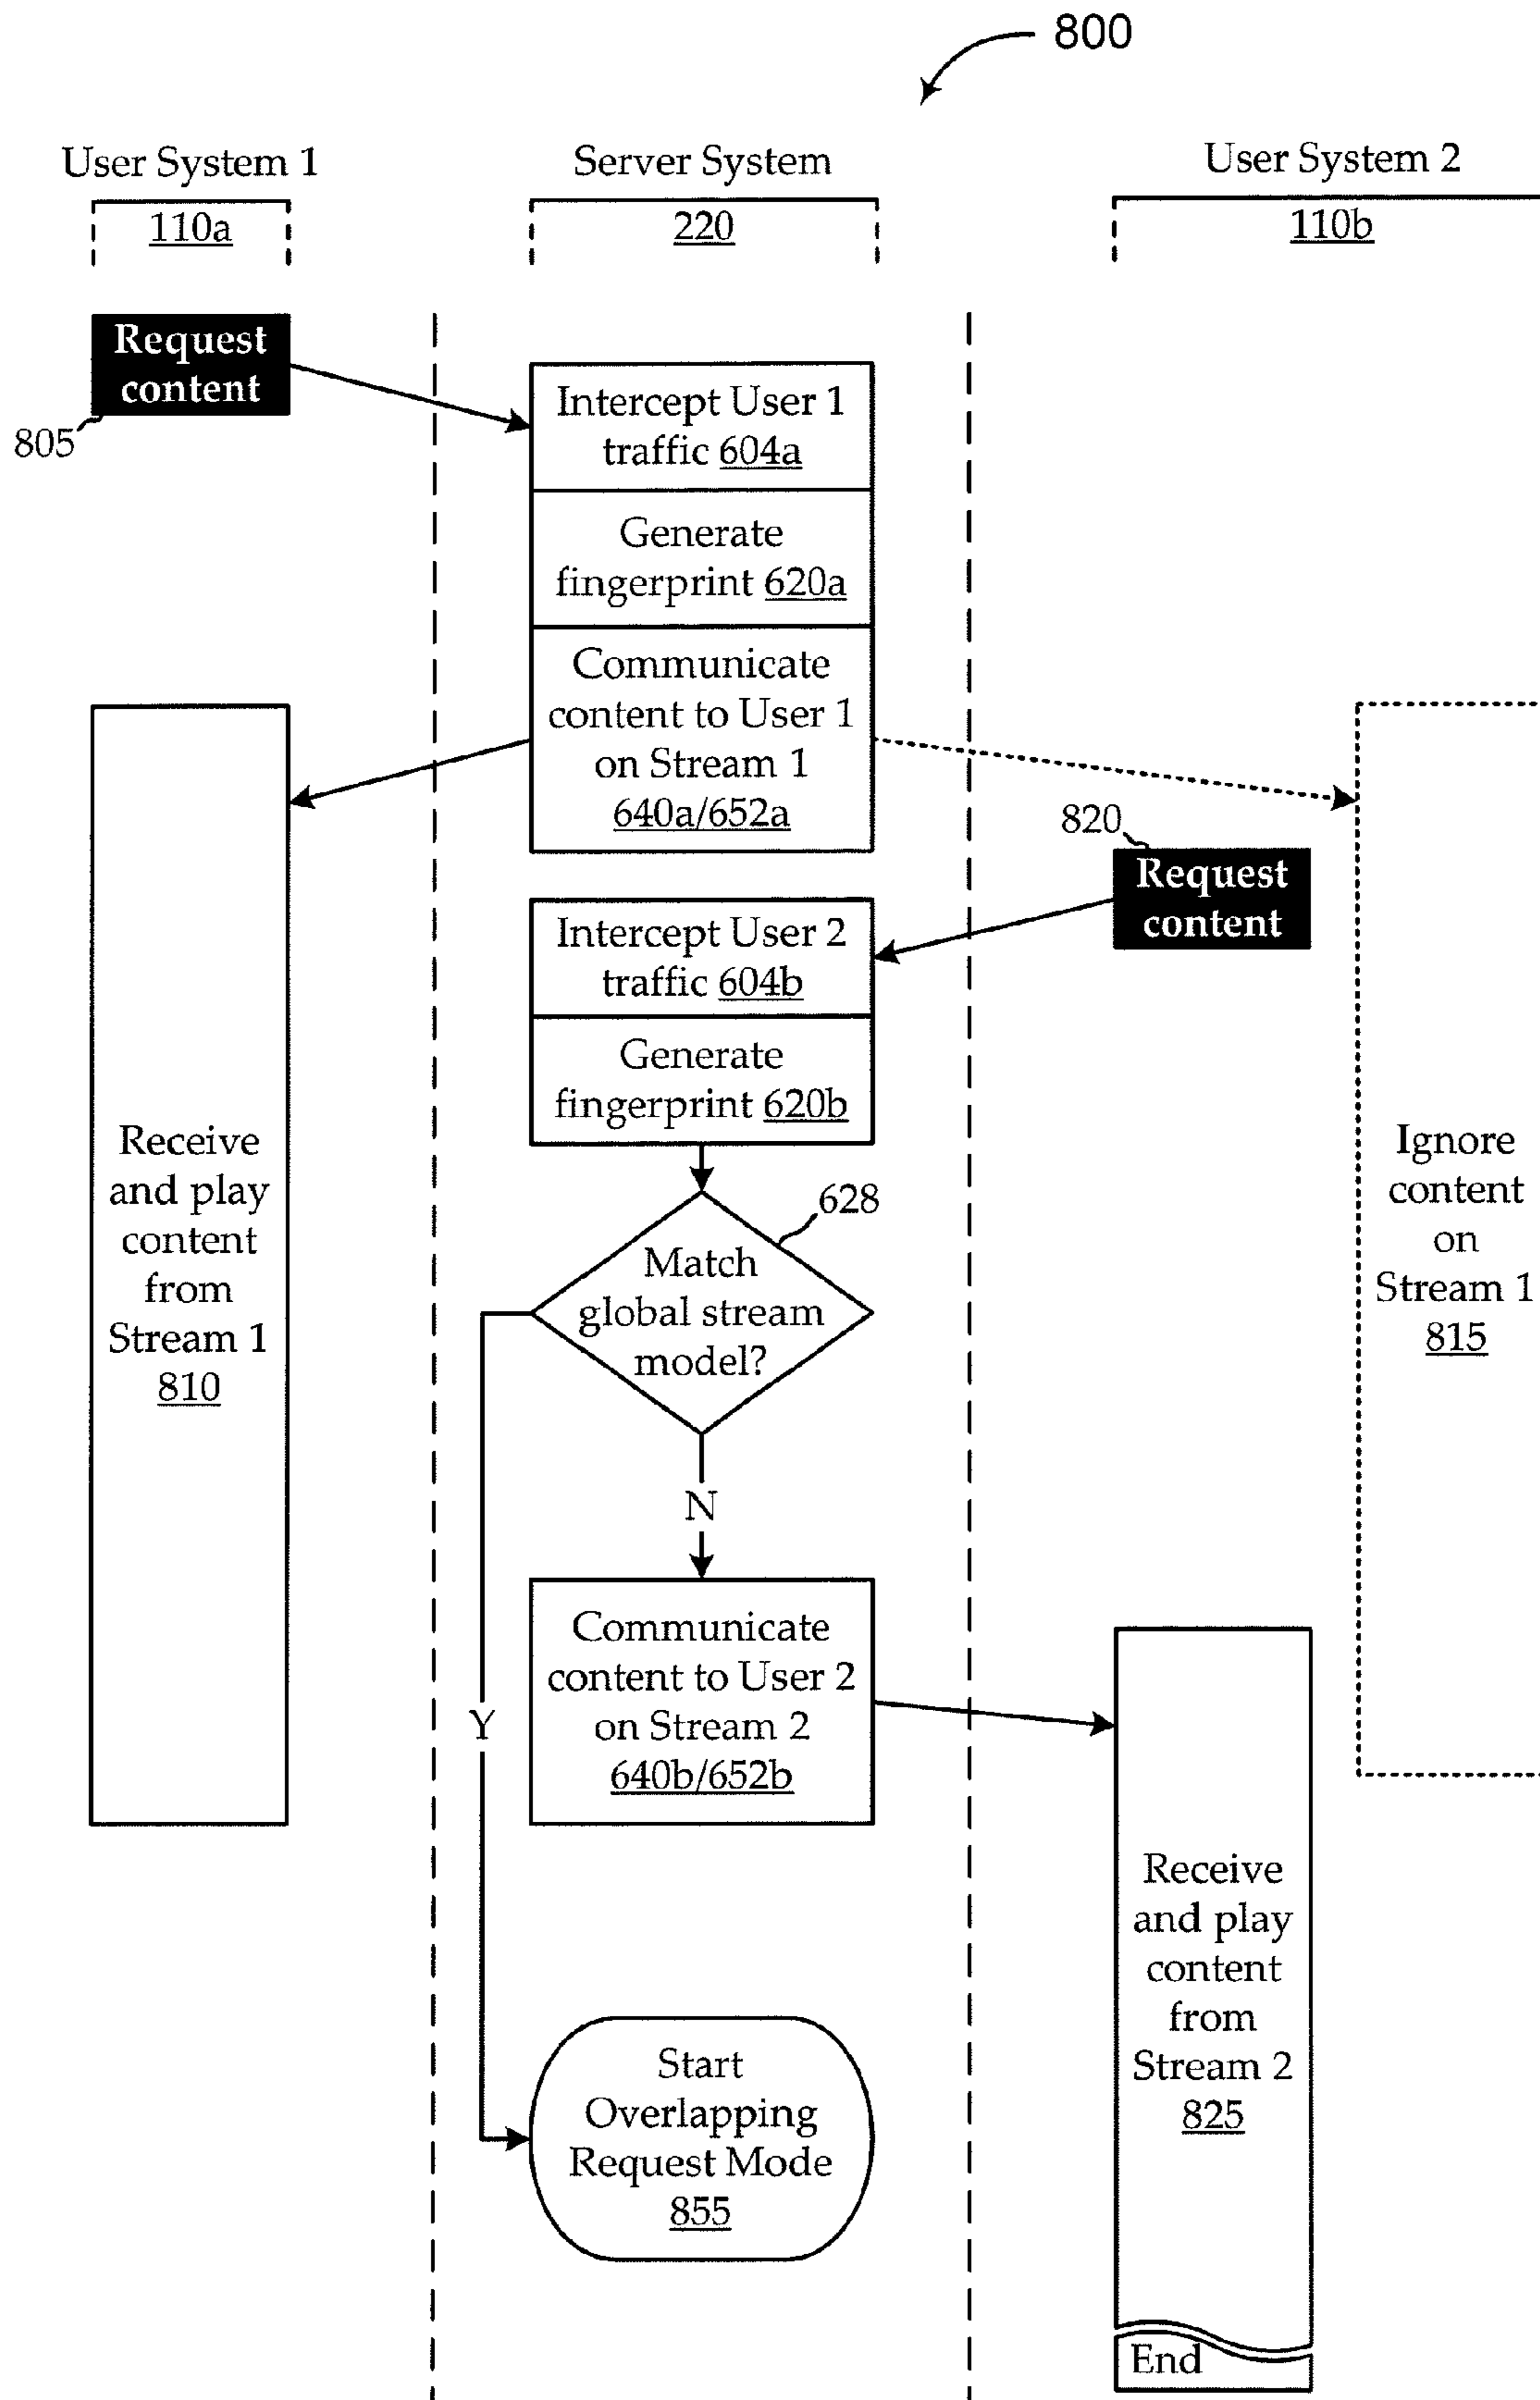 800
User System 1
110a
Server System
220
User System 2
110b
Request
content
805
Intercept User 1
traffic 604a
Generate
fingerprint 620a
Communicate
content to User 1
on Stream 1
640a/652a
820
Request
content
Intercept User 2
traffic 604b
Generate
fingerprint 620b
Receive
and play
content
from
Stream 1
810
Ignore
content
on
Stream 1
815
628
Match
global stream
model?
N
Y
Communicate
content to User 2
on Stream 2
640b/652b
Receive
and play
content
from
Stream 2
825
Start
Overlapping
Request Mode
855
End